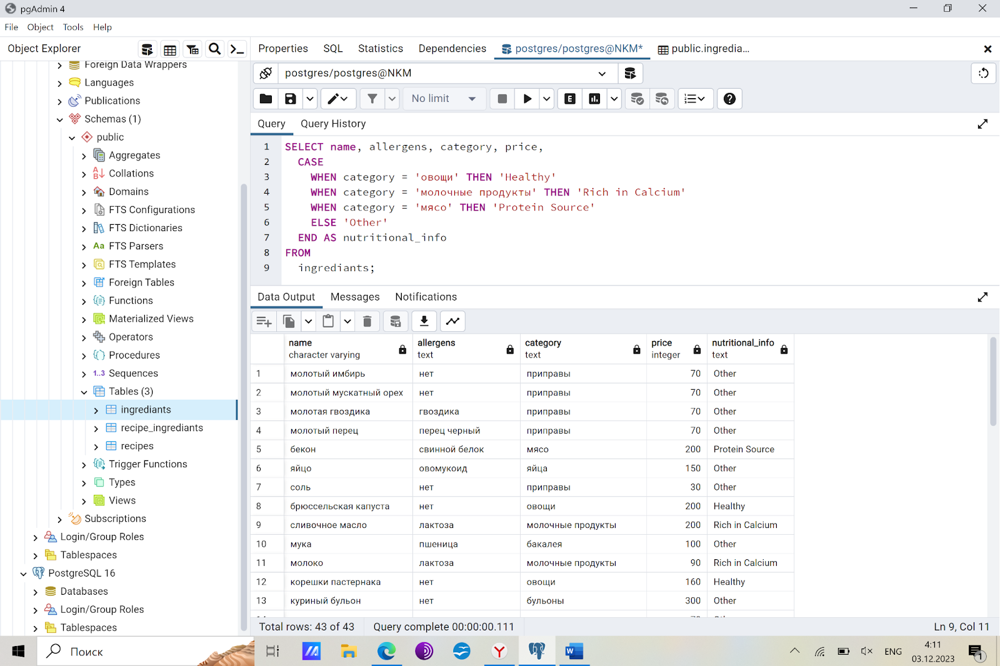 pgAdmin 4
File Object Tools Help
Object Explorer
Properties SQL Statistics Dependencies postgres/postgres@NKM* public.ingredia...
Foreign Data Wrappers
Languages
Publications
Schemas (1)
public
Aggregates
Collations
Domains
FTS Configurations
FTS Dictionaries
Aa FTS Parsers
FTS Templates
Foreign Tables
Functions
Materialized Views
Operators
Procedures
1..3 Sequences
Tables (3)
ingrediants
recipe_ingrediants
recipes
Trigger Functions
Types
Views
Subscriptions
Login/Group Roles
Tablespaces
PostgreSQL 16
Databases
Login/Group Roles
Tablespaces
postgres/postgres@NKM
No limit E
Query Query History
1 SELECT name, allergens, category, price,
2 CASE
3 WHEN category = 'овощи' THEN 'Healthy'
4 WHEN category = 'молочные продукты' THEN 'Rich in Calcium'
5 WHEN category = 'мясо' THEN 'Protein Source'
6 ELSE 'Other'
7 END AS nutritional_info
8 FROM
9 ingrediants;
Data Output Messages Notifications
name allergens category price nutritional_info
character varying text text integer text
1 молотый имбирь нет приправы 70 Other
2 молотый мускатный орех нет приправы 70 Other
3 молотая гвоздика гвоздика приправы 70 Other
4 молотый перец перец черный приправы 70 Other
5 бекон свинной белок мясо 200 Protein Source
6 яйцо овомукоид яйца 150 Other
7 соль нет приправы 30 Other
8 брюссельская капуста нет овощи 200 Healthy
9 сливочное масло лактоза молочные продукты 200 Rich in Calcium
10 мука пшеница бакалея 100 Other
11 молоко лактоза молочные продукты 90 Rich in Calcium
12 корешки пастернака нет овощи 160 Healthy
13 куриный бульон нет бульоны 300 Other
Total rows: 43 of 43 Query complete 00:00:00.111 Ln 9, Col 11
Поиск
ENG
4:11
03.12.2023
1